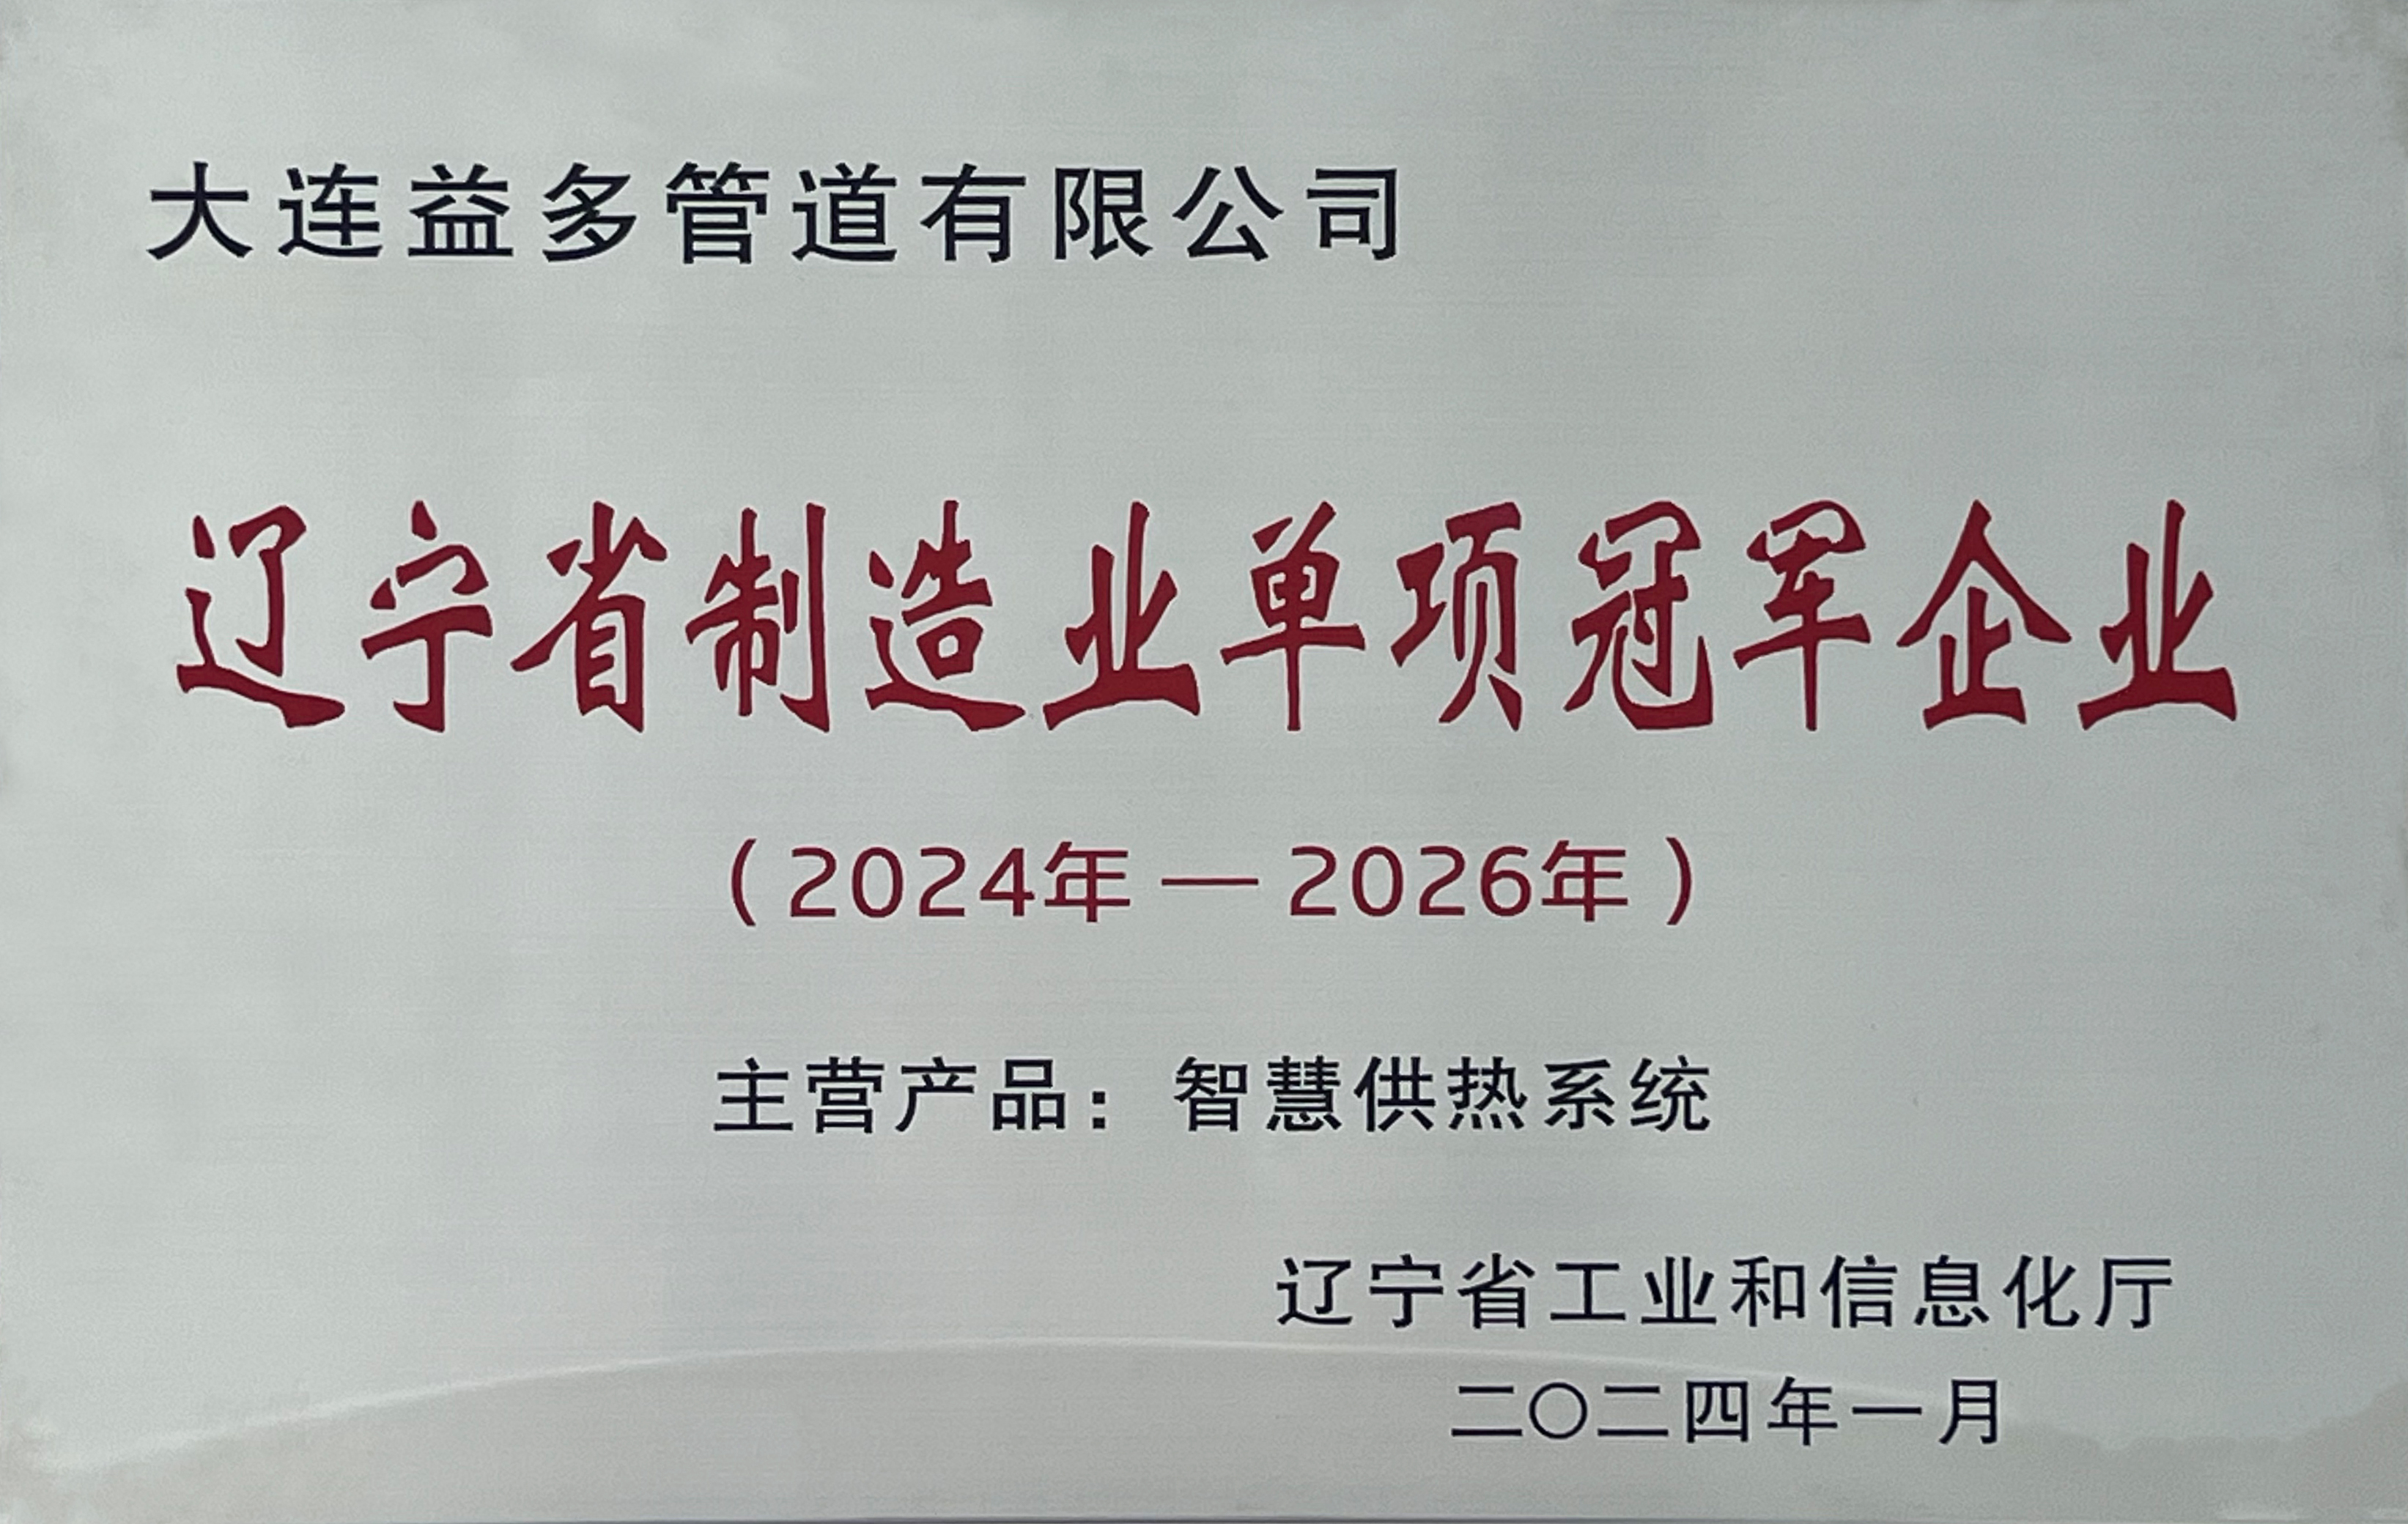 大连益多管道有限公司
辽宁省制造业单项冠军企业
（2024年—2026年）
主营产品：智慧供热系统
辽宁省工业和信息化厅
二〇二四年一月